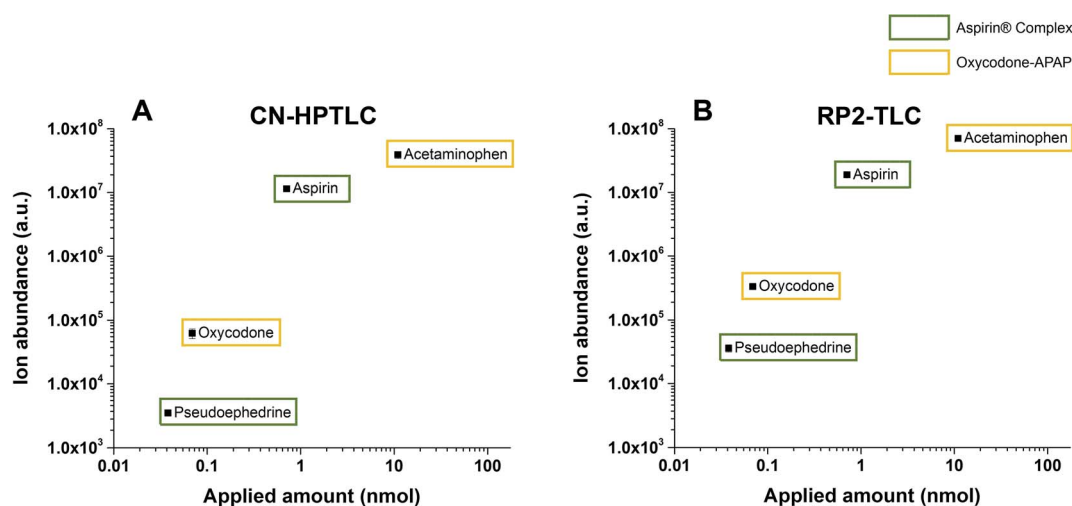 Aspirin® Complex
Oxycodone-APAP
A
CN-HPTLC
1.0x10⁸
1.0x10⁷
1.0x10⁶
1.0x10⁵
1.0x10⁴
1.0x10³
Ion abundance (a.u.)
Acetaminophen
Aspirin
Oxycodone
Pseudoephedrine
0.01
0.1
1
10
100
Applied amount (nmol)
B
RP2-TLC
1.0x10⁸
1.0x10⁷
1.0x10⁶
1.0x10⁵
1.0x10⁴
1.0x10³
Ion abundance (a.u.)
Acetaminophen
Aspirin
Oxycodone
Pseudoephedrine
0.01
0.1
1
10
100
Applied amount (nmol)